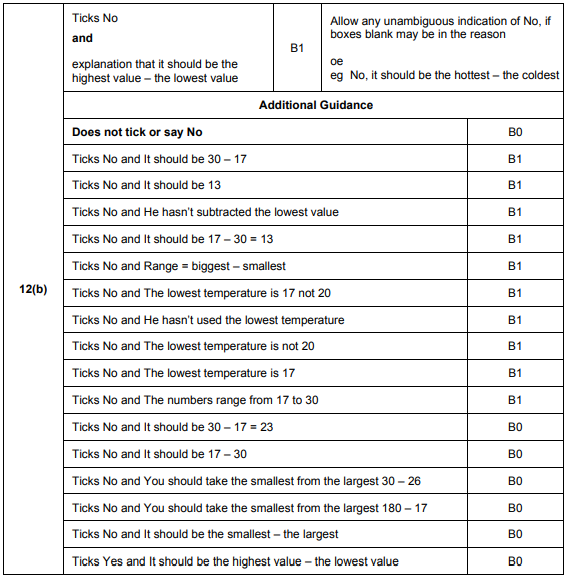 Ticks No
and
explanation that it should be the
highest value – the lowest value
B1
Allow any unambiguous indication of No, if
boxes blank may be in the reason
oe
eg No, it should be the hottest – the coldest
Additional Guidance
Does not tick or say No B0
Ticks No and It should be 30 – 17 B1
Ticks No and It should be 13 B1
Ticks No and He hasn't subtracted the lowest value B1
Ticks No and It should be 17 – 30 = 13 B1
Ticks No and Range = biggest – smallest B1
12(b)
Ticks No and The lowest temperature is 17 not 20 B1
Ticks No and He hasn't used the lowest temperature B1
Ticks No and The lowest temperature is not 20 B1
Ticks No and The lowest temperature is 17 B1
Ticks No and The numbers range from 17 to 30 B1
Ticks No and It should be 30 – 17 = 23 B0
Ticks No and It should be 17 – 30 B0
Ticks No and You should take the smallest from the largest 30 – 26 B0
Ticks No and You should take the smallest from the largest 180 – 17 B0
Ticks No and It should be the smallest – the largest B0
Ticks Yes and It should be the highest value – the lowest value B0